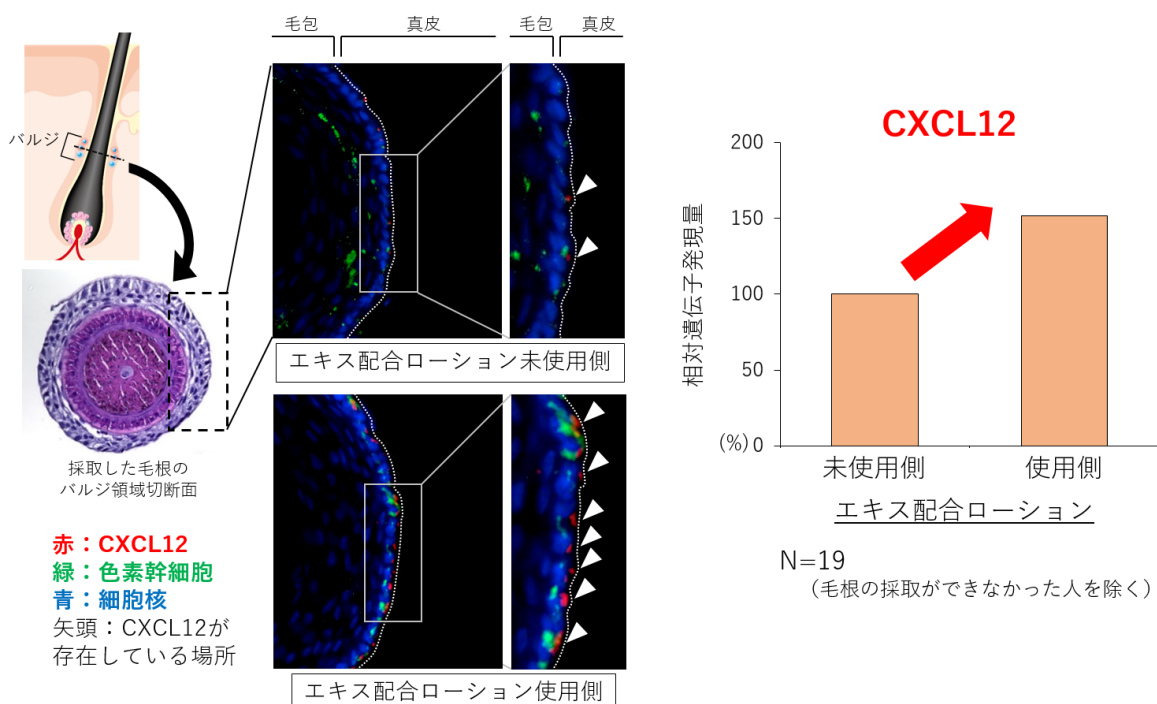 毛包
真皮
毛包
真皮
バルジ
エキス配合ローション未使用側
採取した毛根の
バルジ領域切断面
赤：CXCL12
緑：色素幹細胞
青：細胞核
矢頭：CXCL12が
存在している場所
エキス配合ローション使用側
CXCL12
相対遺伝子発現量
200
150
100
50
(%) 0
未使用側
使用側
エキス配合ローション
N=19
（毛根の採取ができなかった人を除く）